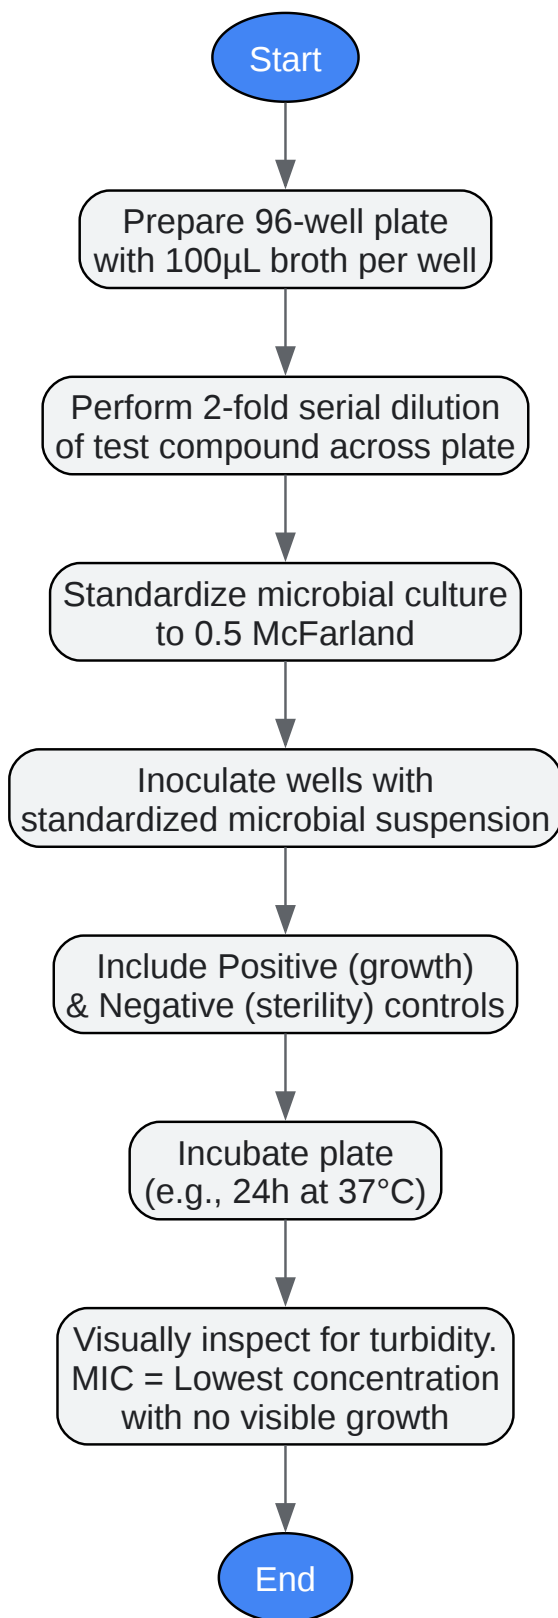 Start
Prepare 96-well plate
with 100µL broth per well
Perform 2-fold serial dilution
of test compound across plate
Standardize microbial culture
to 0.5 McFarland
Inoculate wells with
standardized microbial suspension
Include Positive (growth)
& Negative (sterility) controls
Incubate plate
(e.g., 24h at 37°C)
Visually inspect for turbidity.
MIC = Lowest concentration
with no visible growth
End